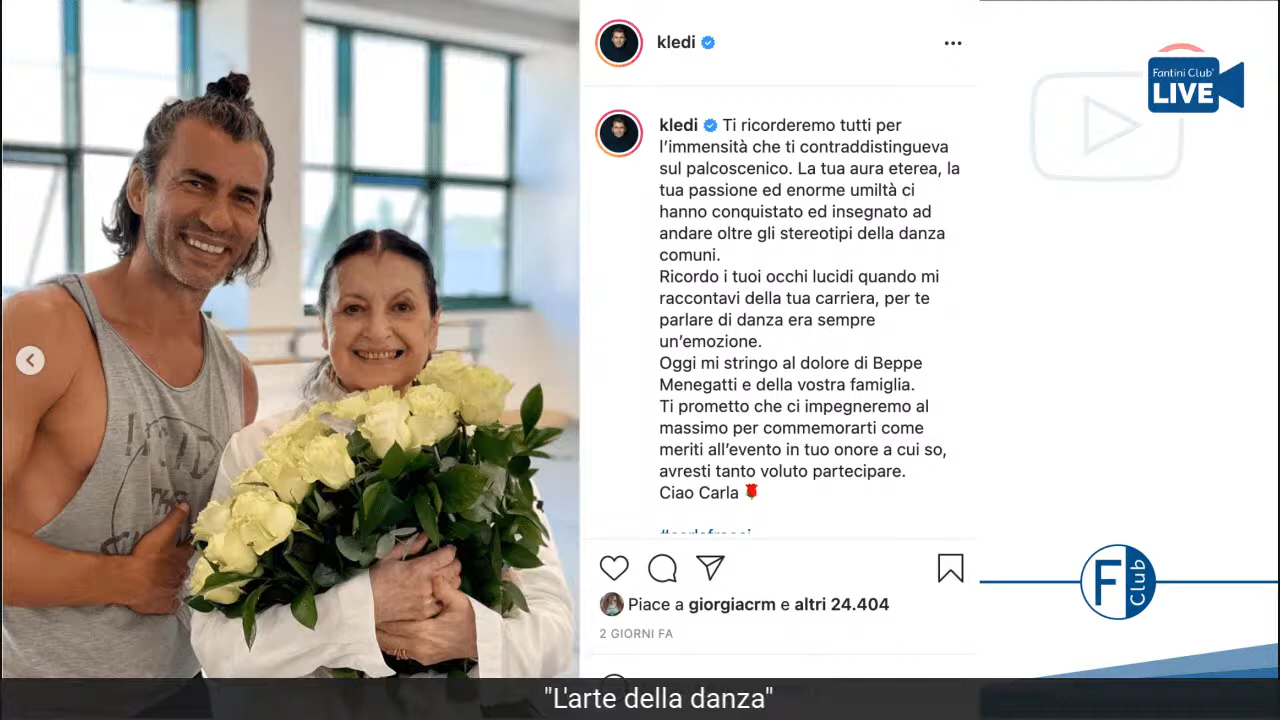 kledi
Fantini Club
LIVE
kledi Ti ricorderemo tutti per
l'immensità che ti contraddistingueva
sul palcoscenico. La tua aura eterea, la
tua passione ed enorme umiltà ci
hanno conquistato ed insegnato ad
andare oltre gli stereotipi della danza
comuni.
Ricordo i tuoi occhi lucidi quando mi
raccontavi della tua carriera, per te
parlare di danza era sempre
un'emozione.
Oggi mi stringo al dolore di Beppe
Menegatti e della vostra famiglia.
Ti prometto che ci impegneremo al
massimo per commemorarti come
meriti all'evento in tuo onore a cui so,
avresti tanto voluto partecipare.
Ciao Carla 🌹
Piace a giorgiacrm e altri 24.404
2 GIORNI FA
F Club
"L'arte della danza"